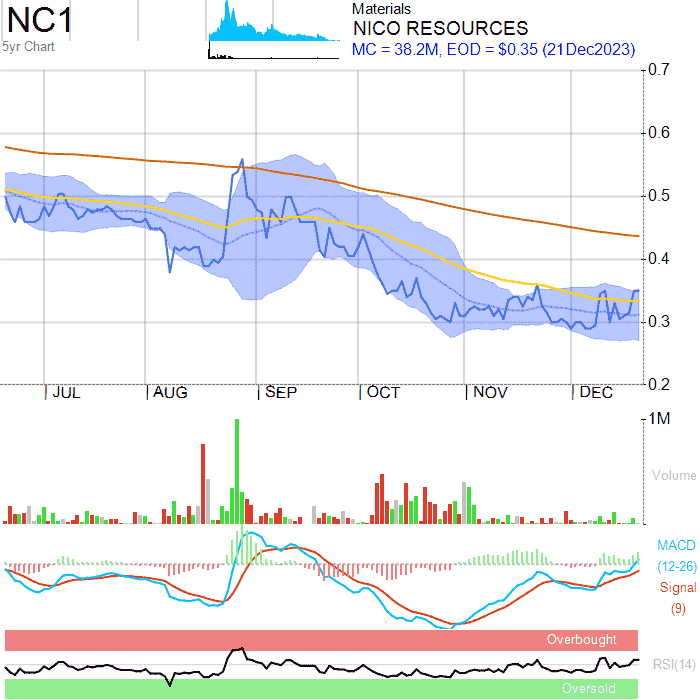 NC1
5yr Chart
Materials
NICO RESOURCES
MC = 38.2M, EOD = $0.35 (21Dec2023)
0.7
0.6
0.5
0.4
0.3
0.2
JUL AUG SEP OCT NOV DEC
1M
Volume
MACD
(12-26)
Signal
(9)
Overbought
RSI(14)
Oversold